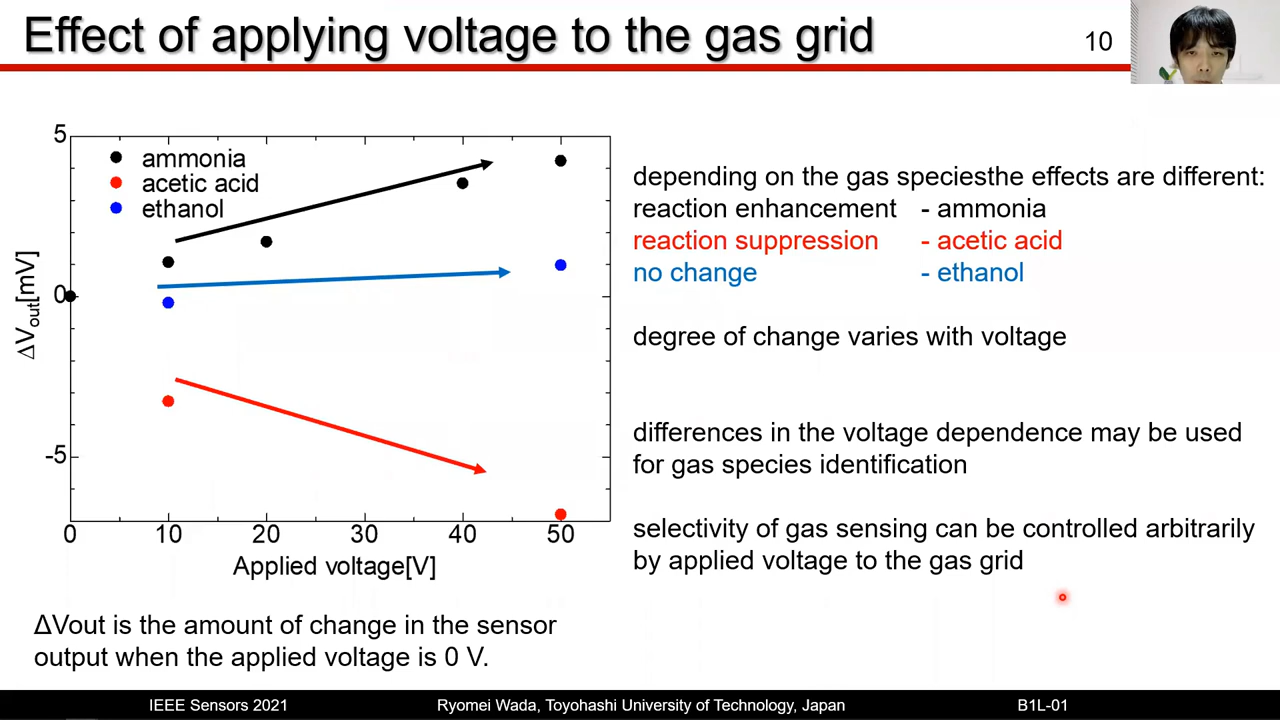 Effect of applying voltage to the gas grid
10
5
0
-5
ΔVout[mV]
ammonia
acetic acid
ethanol
0 10 20 30 40 50
Applied voltage[V]
ΔVout is the amount of change in the sensor
output when the applied voltage is 0 V.
depending on the gas speciesthe effects are different:
reaction enhancement - ammonia
reaction suppression - acetic acid
no change - ethanol
degree of change varies with voltage
differences in the voltage dependence may be used
for gas species identification
selectivity of gas sensing can be controlled arbitrarily
by applied voltage to the gas grid
IEEE Sensors 2021 Ryomei Wada, Toyohashi University of Technology, Japan B1L-01